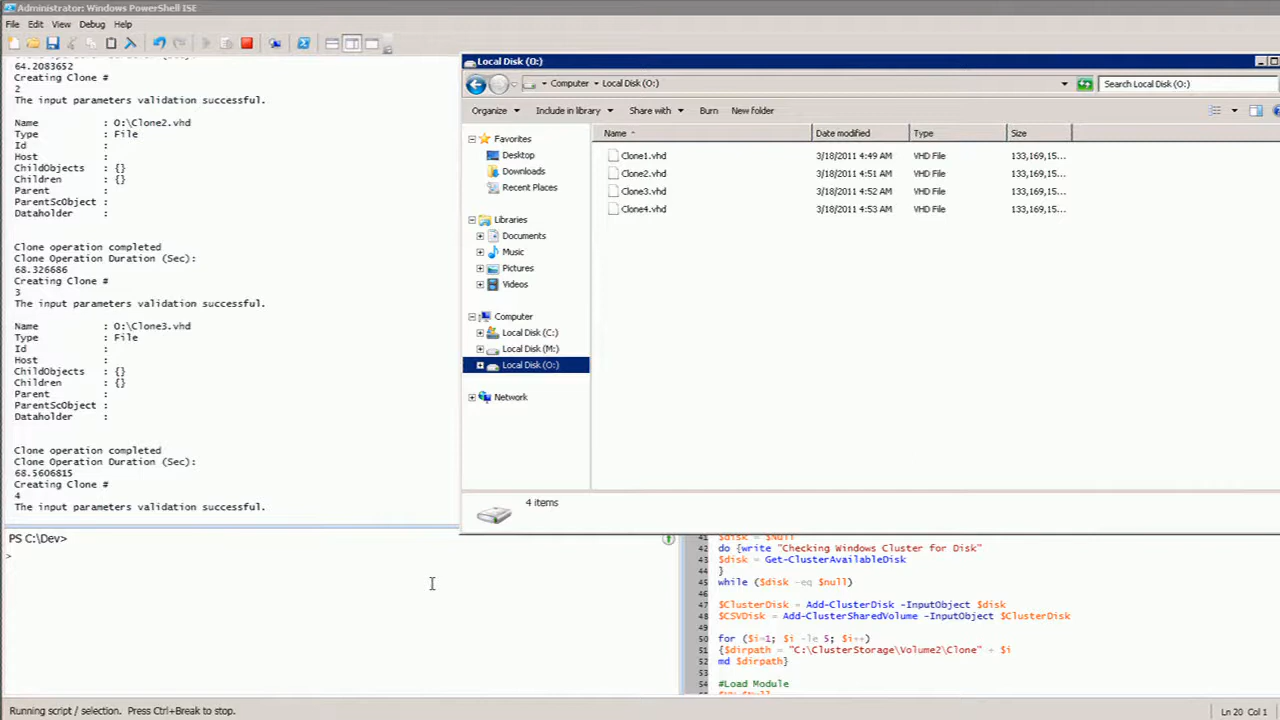 Administrator: Windows PowerShell ISE
File Edit View Debug Help
64.2083652
Creating Clone #
2
The input parameters validation successful.
Name : O:\Clone2.vhd
Type : File
Id :
Host :
ChildObjects : {}
Children : {}
Parent :
ParentScObject :
Dataholder :
Clone operation completed
Clone Operation Duration (Sec):
68.326686
Creating Clone #
3
The input parameters validation successful.
Name : O:\Clone3.vhd
Type : File
Id :
Host :
ChildObjects : {}
Children : {}
Parent :
ParentScObject :
Dataholder :
Clone operation completed
Clone Operation Duration (Sec):
68.5606815
Creating Clone #
4
The input parameters validation successful.
PS C:\Dev>
>
Local Disk (O:)
Computer Local Disk (O:) Search Local Disk (O:)
Organize Include in library Share with Burn New folder
Favorites
Desktop
Downloads
Recent Places
Libraries
Documents
Music
Pictures
Videos
Computer
Local Disk (C:)
Local Disk (M:)
Local Disk (O:)
Network
Name Date modified Type Size
Clone1.vhd 3/18/2011 4:49 AM VHD File 133,169,15...
Clone2.vhd 3/18/2011 4:51 AM VHD File 133,169,15...
Clone3.vhd 3/18/2011 4:52 AM VHD File 133,169,15...
Clone4.vhd 3/18/2011 4:53 AM VHD File 133,169,15...
4 items
41 $disk = $Null
42 do {write "Checking Windows Cluster for Disk"
43 $disk = Get-ClusterAvailableDisk
44 }
45 while ($disk -eq $null)
46
47 $ClusterDisk = Add-ClusterDisk -InputObject $disk
48 $CSVDisk = Add-ClusterSharedVolume -InputObject $ClusterDisk
49
50 for ($i=1; $i -le 5; $i++)
51 {$dirpath = "C:\ClusterStorage\Volume2\Clone" + $i
52 md $dirpath}
53
54 #Load Module
Running script / selection. Press Ctrl+Break to stop.
Ln 20 Col 1